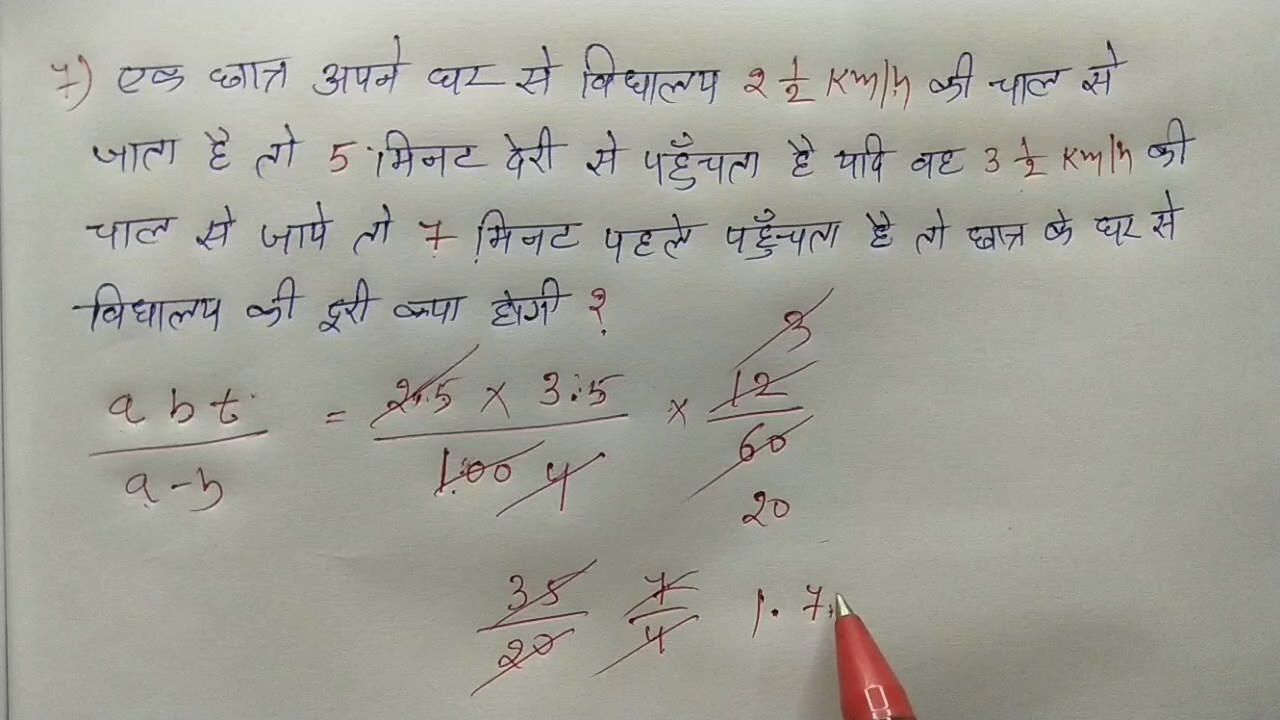 7) एक छात्र अपने घर से विद्यालय 2 1/2 Km/h की चाल से
जाता है तो 5 मिनट देरी से पहुँचता है यदि वह 3 1/2 Km/h की
चाल से जाये तो 7 मिनट पहले पहुँचता है तो छात्र के घर से
विद्यालय की दूरी क्या होगी ?
a b t / a - b = 2.5 × 3.5 / 1.00 4 × 12 3 / 60 20
35 / 20 7 / 4 1.7